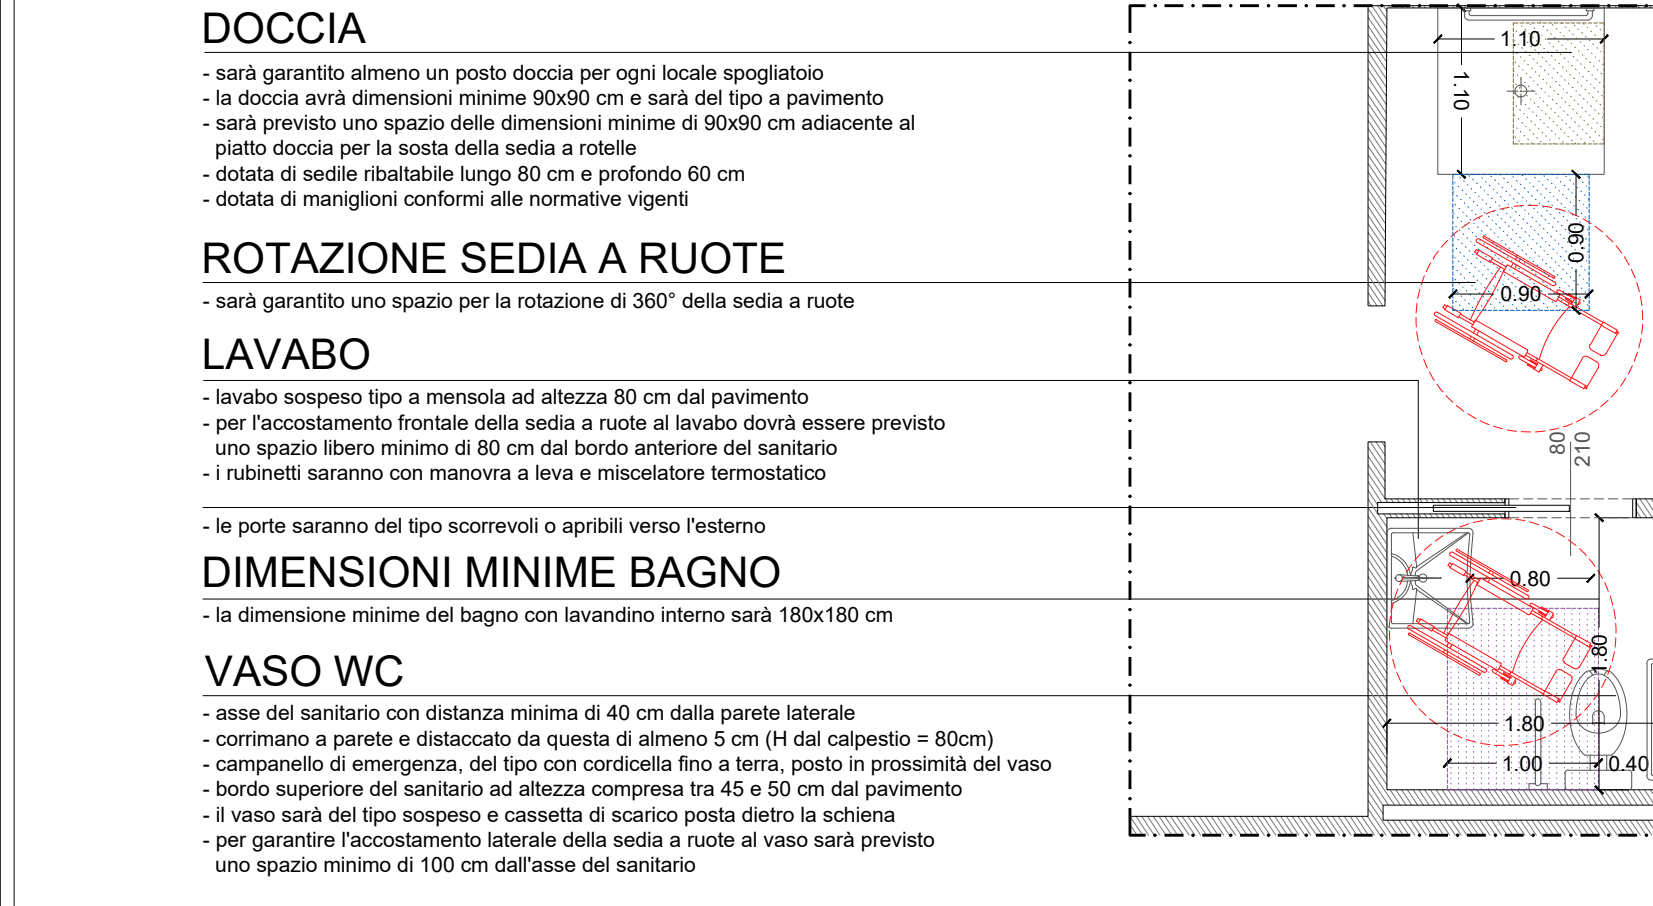 DOCCIA
- sarà garantito almeno un posto doccia per ogni locale spogliatoio
- la doccia avrà dimensioni minime 90x90 cm e sarà del tipo a pavimento
- sarà previsto uno spazio delle dimensioni minime di 90x90 cm adiacente al
piatto doccia per la sosta della sedia a rotelle
- dotata di sedile ribaltabile lungo 80 cm e profondo 60 cm
- dotata di maniglioni conformi alle normative vigenti
ROTAZIONE SEDIA A RUOTE
- sarà garantito uno spazio per la rotazione di 360° della sedia a ruote
LAVABO
- lavabo sospeso tipo a mensola ad altezza 80 cm dal pavimento
- per l'accostamento frontale della sedia a ruote al lavabo dovrà essere previsto
uno spazio libero minimo di 80 cm dal bordo anteriore del sanitario
- i rubinetti saranno con manovra a leva e miscelatore termostatico
- le porte saranno del tipo scorrevoli o apribili verso l'esterno
DIMENSIONI MINIME BAGNO
- la dimensione minime del bagno con lavandino interno sarà 180x180 cm
VASO WC
- asse del sanitario con distanza minima di 40 cm dalla parete laterale
- corrimano a parete e distaccato da questa di almeno 5 cm (H dal calpestio = 80cm)
- campanello di emergenza, del tipo con cordicella fino a terra, posto in prossimità del vaso
- bordo superiore del sanitario ad altezza compresa tra 45 e 50 cm dal pavimento
- il vaso sarà del tipo sospeso e cassetta di scarico posta dietro la schiena
- per garantire l'accostamento laterale della sedia a ruote al vaso sarà previsto
uno spazio minimo di 100 cm dall'asse del sanitario
1.10
1.10
0.90
0.90
80
210
0.80
1.80
1.80
1.00
0.40